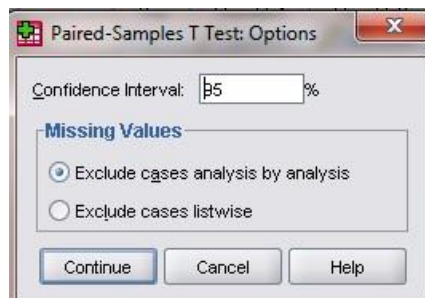 Paired-Samples T Test: Options
Confidence Interval: 95 %
Missing Values
Exclude cases analysis by analysis
Exclude cases listwise
Continue Cancel Help